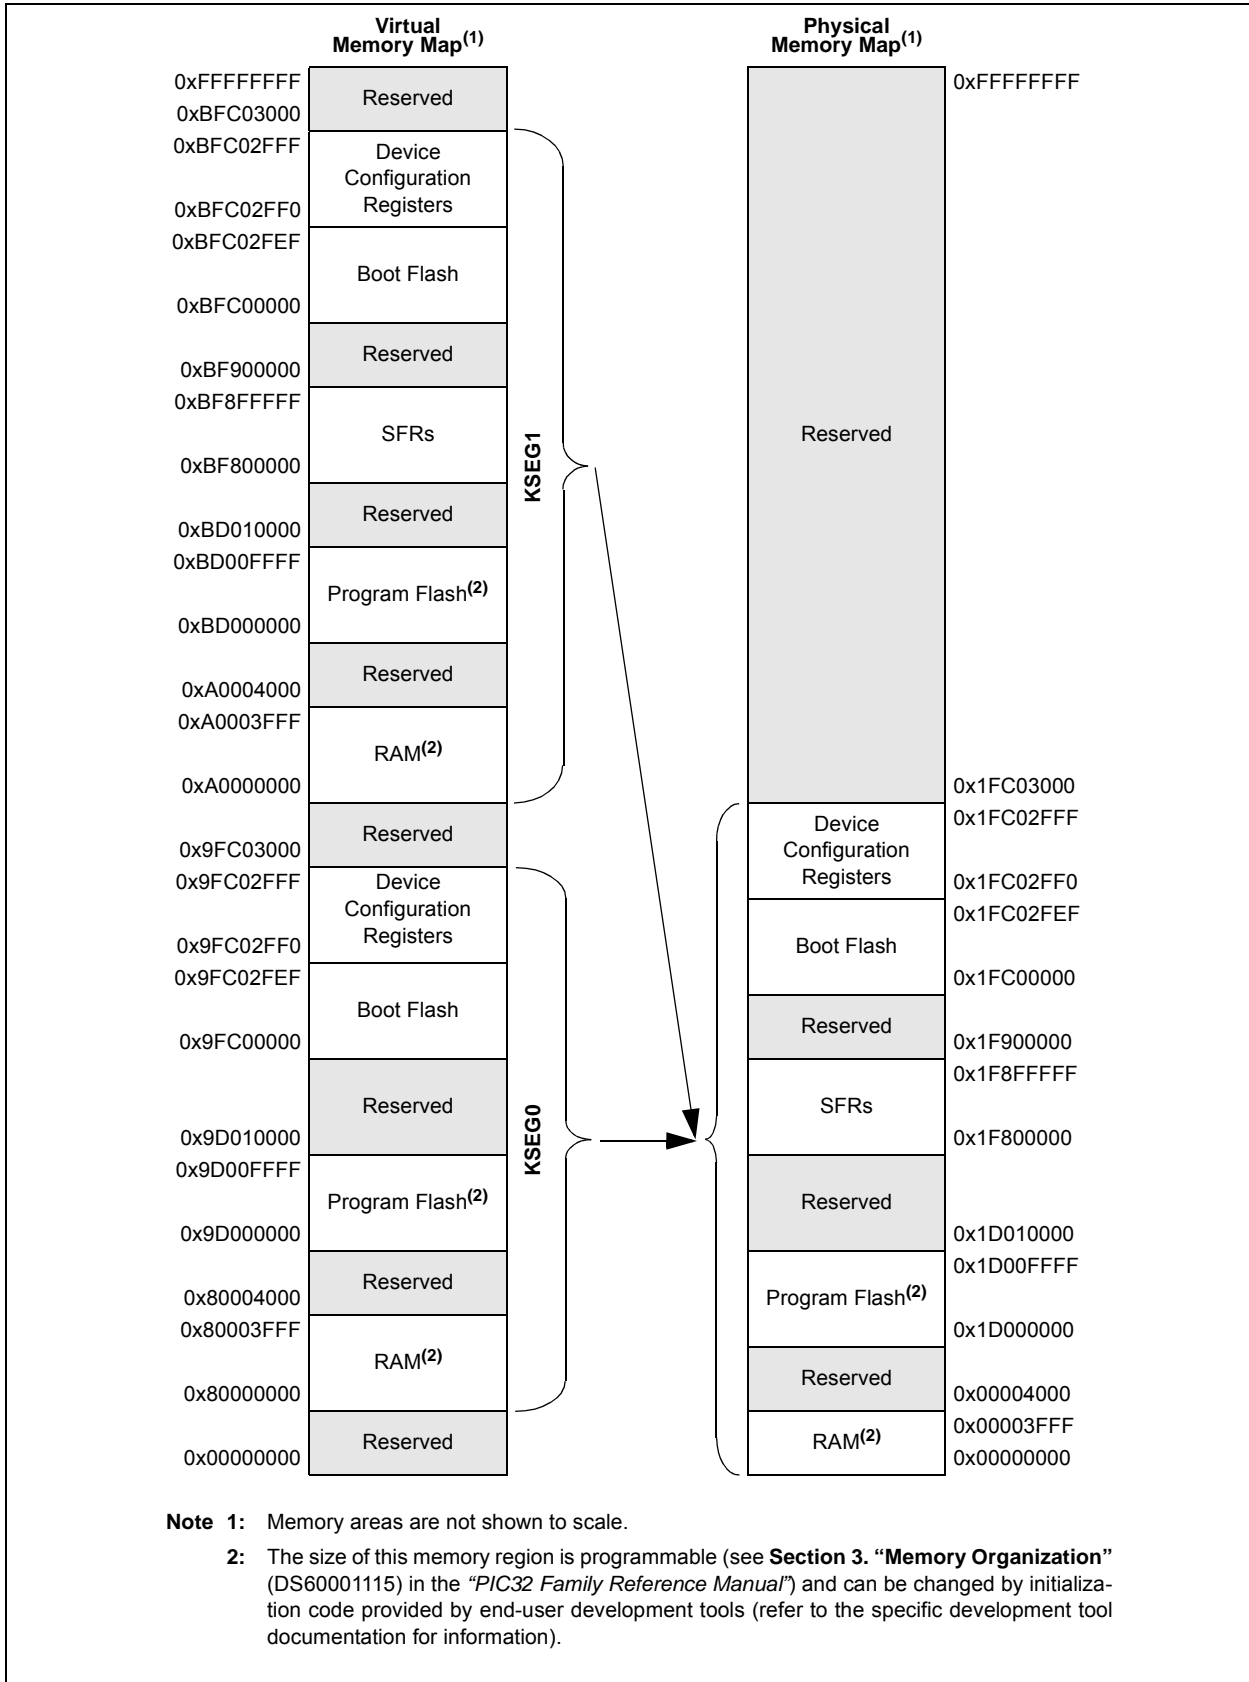 Virtual
Memory Map(1)
0xFFFFFFFF
Reserved
0xBFC03000
0xBFC02FFF
Device
Configuration
Registers
0xBFC02FF0
0xBFC02FEF
Boot Flash
0xBFC00000
Reserved
0xBF900000
0xBF8FFFFF
SFRs
0xBF800000
Reserved
0xBD010000
0xBD00FFFF
Program Flash(2)
0xBD000000
Reserved
0xA0004000
0xA0003FFF
RAM(2)
0xA0000000
Reserved
0x9FC03000
0x9FC02FFF
Device
Configuration
Registers
0x9FC02FF0
0x9FC02FEF
Boot Flash
0x9FC00000
Reserved
0x9D010000
0x9D00FFFF
Program Flash(2)
0x9D000000
Reserved
0x80004000
0x80003FFF
RAM(2)
0x80000000
Reserved
0x00000000
KSEG1
KSEG0
Physical
Memory Map(1)
0xFFFFFFFF
Reserved
0x1FC03000
0x1FC02FFF
Device
Configuration
Registers
0x1FC02FF0
0x1FC02FEF
Boot Flash
0x1FC00000
Reserved
0x1F900000
0x1F8FFFFF
SFRs
0x1F800000
Reserved
0x1D010000
0x1D00FFFF
Program Flash(2)
0x1D000000
Reserved
0x00004000
0x00003FFF
RAM(2)
0x00000000
Note 1: Memory areas are not shown to scale.
2: The size of this memory region is programmable (see Section 3. “Memory Organization”
(DS60001115) in the “PIC32 Family Reference Manual”) and can be changed by initializa-
tion code provided by end-user development tools (refer to the specific development tool
documentation for information).